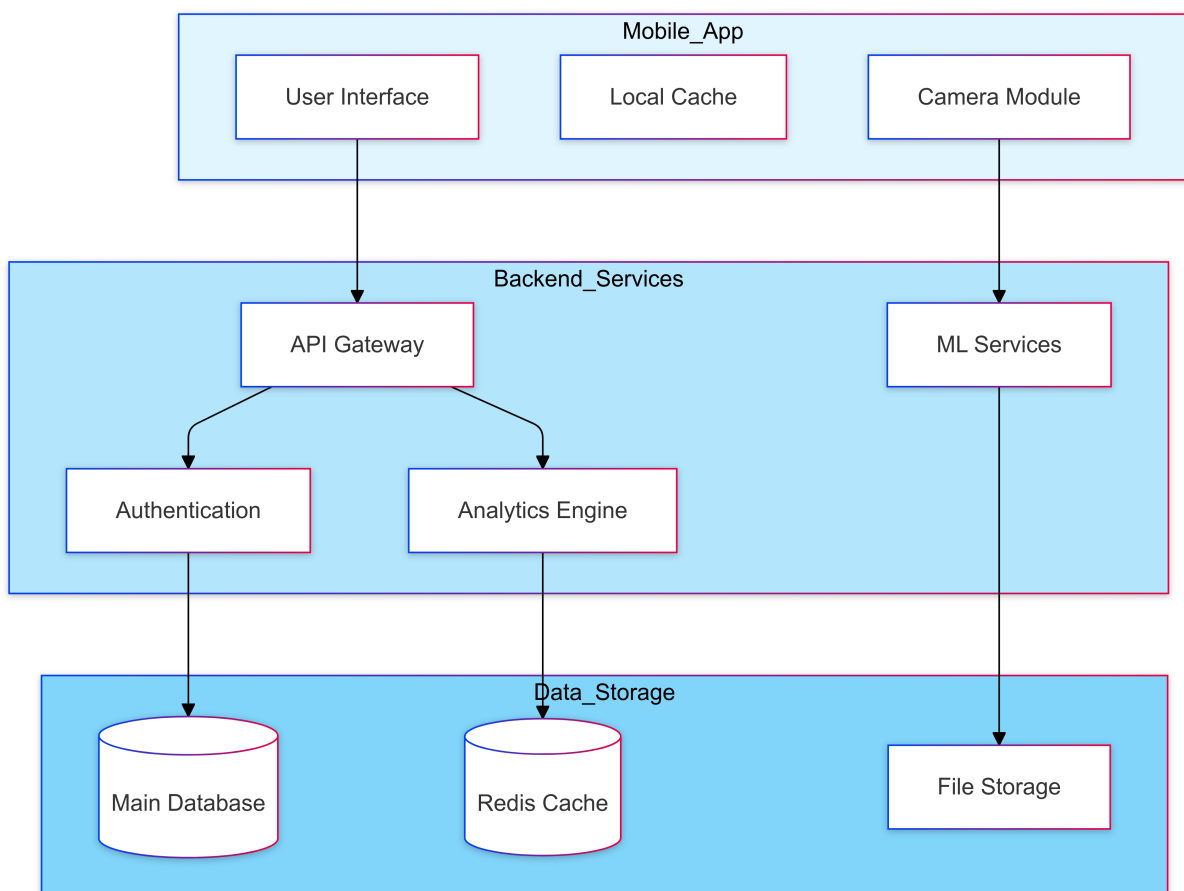 Mobile_App
User Interface
Local Cache
Camera Module
Backend_Services
API Gateway
ML Services
Authentication
Analytics Engine
Data_Storage
Main Database
Redis Cache
File Storage